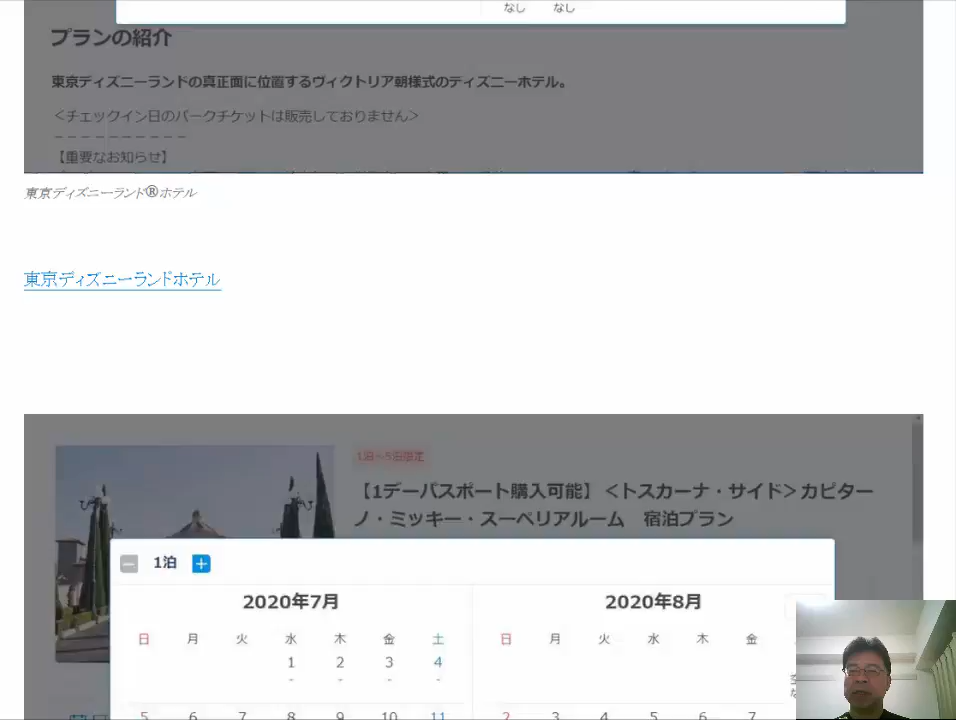 なし なし
プランの紹介
東京ディズニーランドの真正面に位置するヴィクトリア朝様式のディズニーホテル。
＜チェックイン日のパークチケットは販売しておりません＞
－－－－－－－－－－
【重要なお知らせ】
東京ディズニーランド®ホテル
東京ディズニーランドホテル
1泊～5泊限定
【1デーパスポート購入可能】＜トスカーナ・サイド＞カピター
ノ・ミッキー・スーペリアルーム 宿泊プラン
1泊
2020年7月 2020年8月
日 月 火 水 木 金 土 日 月 火 水 木 金
1 2 3 4
- - - -
5 6 7 8 9 10 11 2 3 4 5 6 7